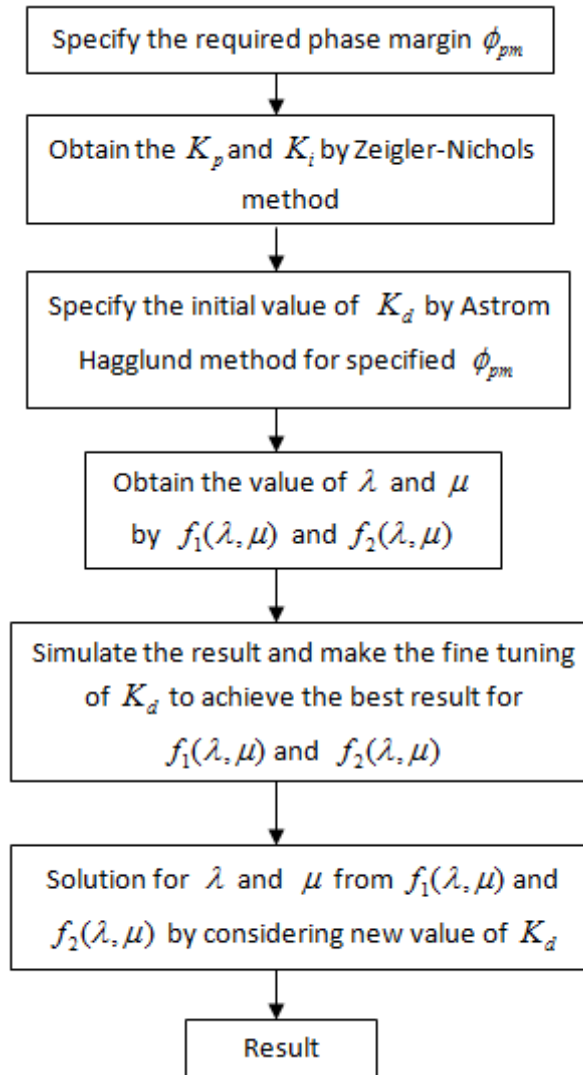 Specify the required phase margin ϕ_pm
Obtain the K_p and K_i by Zeigler-Nichols
method
Specify the initial value of K_d by Astrom
Hagglund method for specified ϕ_pm
Obtain the value of λ and μ
by f_1(λ, μ) and f_2(λ, μ)
Simulate the result and make the fine tuning
of K_d to achieve the best result for
f_1(λ, μ) and f_2(λ, μ)
Solution for λ and μ from f_1(λ, μ) and
f_2(λ, μ) by considering new value of K_d
Result